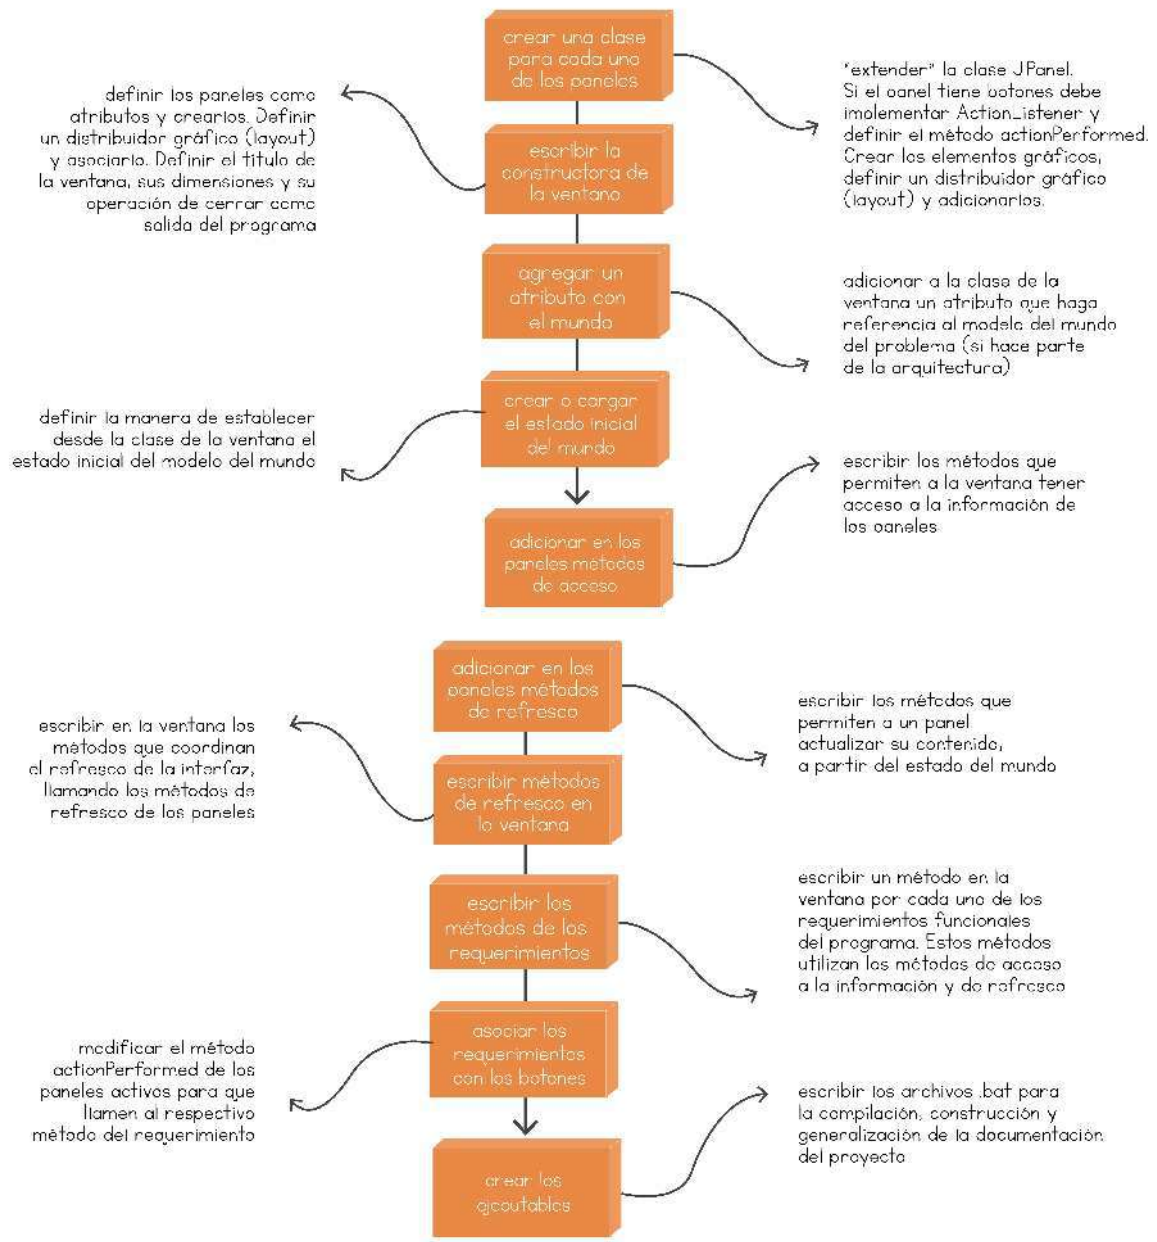 crear una clase
para cada uno
de los paneles
"extender" la clase JPanel.
Si el panel tiene botones debe
implementar ActionListener y
definir el método actionPerformed.
Crear los elementos gráficos,
definir un distribuidor gráfico
(layout) y adicionarlos.
definir los paneles como
atributos y crearlos. Definir
un distribuidor gráfico (layout)
y asociarlo. Definir el título de
la ventana, sus dimensiones y su
operación de cerrar como
salida del programa
escribir la
constructora de
la ventana
agregar un
atributo con
el mundo
adicionar a la clase de la
ventana un atributo que haga
referencia al modelo del mundo
del problema (si hace parte
de la arquitectura)
crear o cargar
el estado inicial
del mundo
definir la manera de establecer
desde la clase de la ventana el
estado inicial del modelo del mundo
adicionar en los
paneles métodos
de acceso
escribir los métodos que
permiten a la ventana tener
acceso a la información de
los paneles
adicionar en los
paneles métodos
de refresco
escribir los métodos que
permiten a un panel
actualizar su contenido,
a partir del estado del mundo
escribir en la ventana los
métodos que coordinan
el refresco de la interfaz,
llamando los métodos de
refresco de los paneles
escribir métodos
de refresco en
la ventana
escribir los
métodos de los
requerimientos
escribir un método en la
ventana por cada uno de los
requerimientos funcionales
del programa. Estos métodos
utilizan los métodos de acceso
a la información y de refresco
asociar los
requerimientos
con los botones
modificar el método
actionPerformed de los
paneles activos para que
llamen al respectivo
método del requerimiento
crear los
ejecutables
escribir los archivos .bat para
la compilación, construcción y
generalización de la documentación
del proyecto